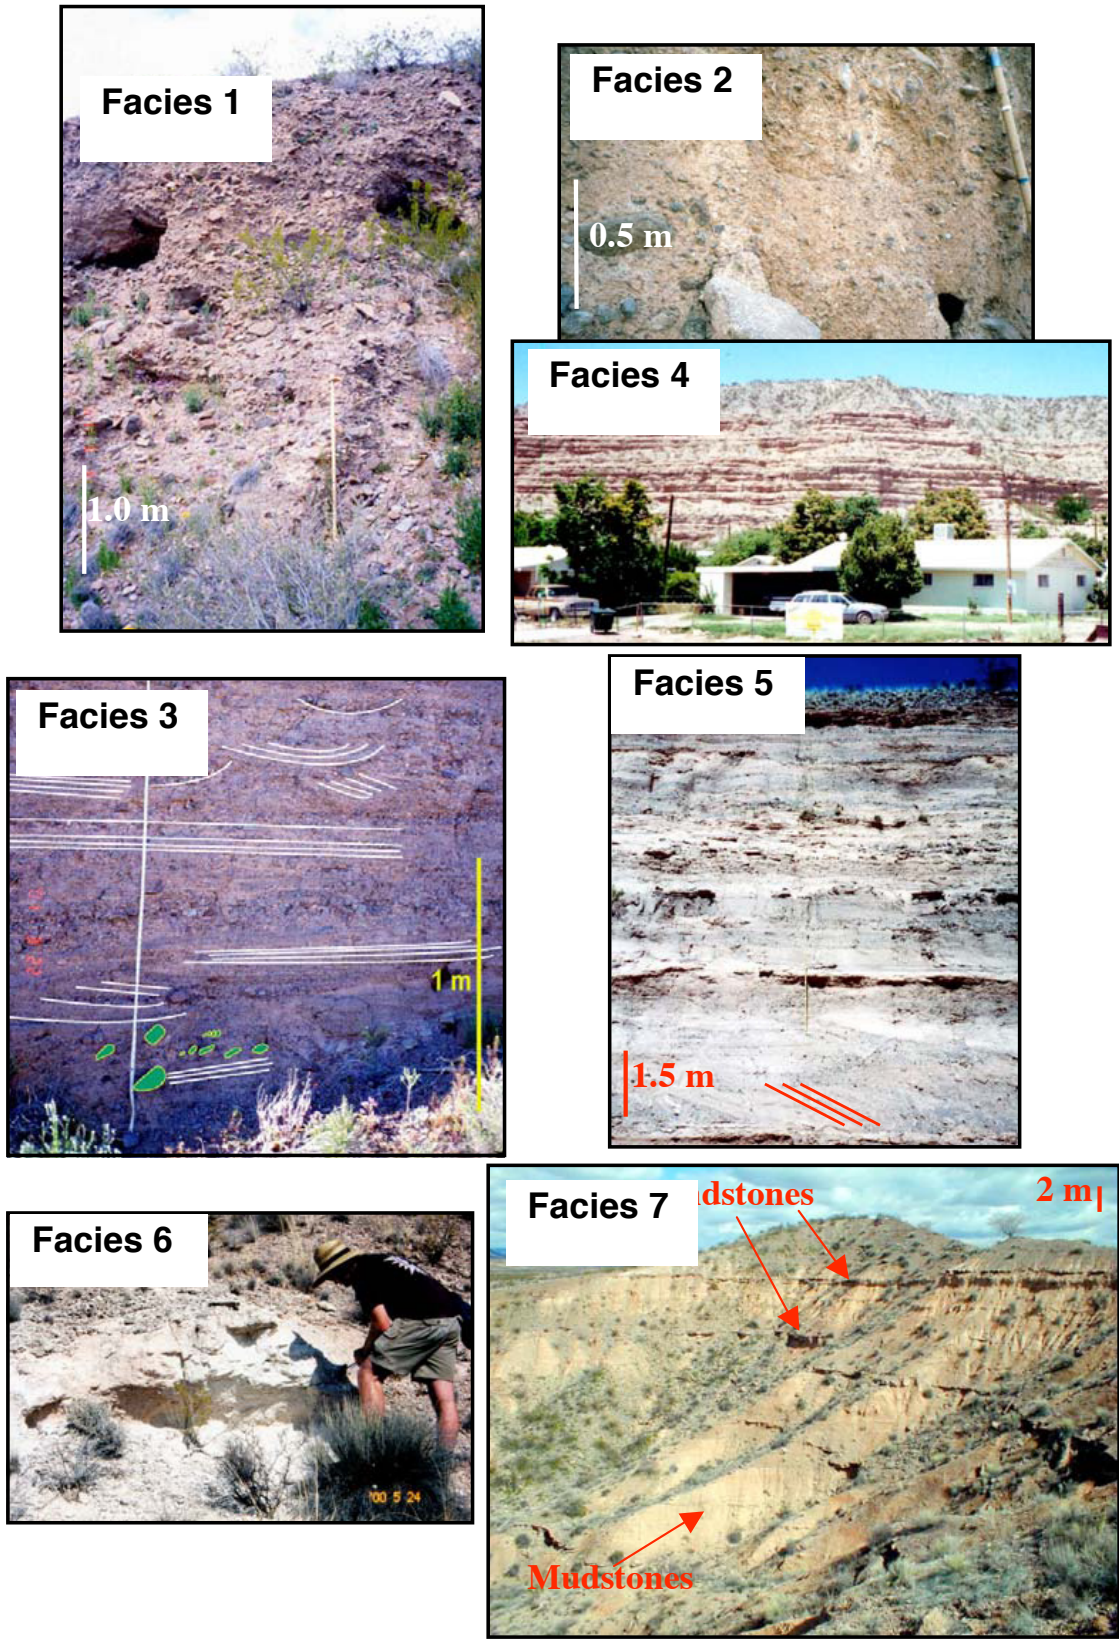 Facies 1
1.0 m
Facies 2
0.5 m
Facies 4
Facies 3
1 m
Facies 5
1.5 m
Facies 6
'00 5 24
Facies 7
dstones
2 m
Mudstones